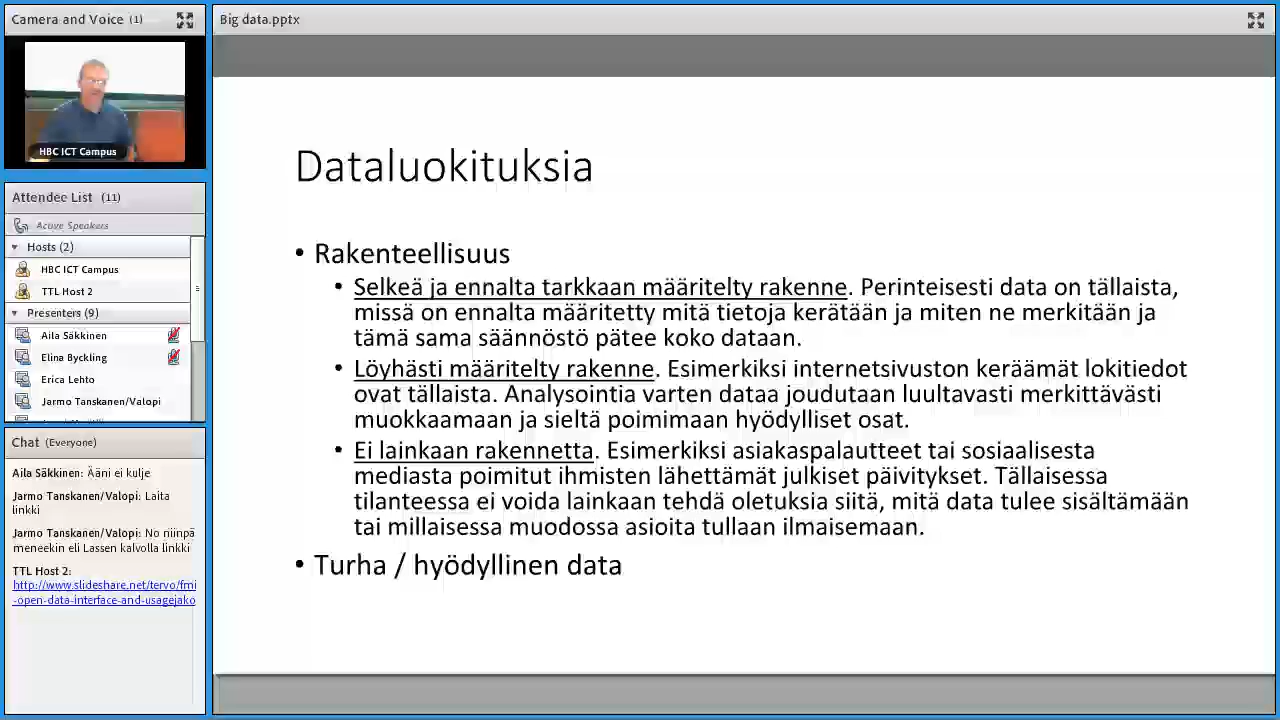 Camera and Voice (1)
HBC ICT Campus
Attendee List (11)
Active Speakers
Hosts (2)
HBC ICT Campus
TTL Host 2
Presenters (9)
Aila Säkkinen
Elina Byckling
Erica Lehto
Jarmo Tanskanen/Valopi
Chat (Everyone)
Aila Säkkinen: Ääni ei kulje
Jarmo Tanskanen/Valopi: Laita
linkki
Jarmo Tanskanen/Valopi: No niinpä
meneekin eli Lassen kalvolla linkki
TTL Host 2:
http://www.slideshare.net/tervo/fmi
-open-data-interface-and-usagejako
Big data.pptx
Dataluokituksia
• Rakenteellisuus
• Selkeä ja ennalta tarkkaan määritelty rakenne. Perinteisesti data on tällaista,
missä on ennalta määritetty mitä tietoja kerätään ja miten ne merkitään ja
tämä sama säännöstö pätee koko dataan.
• Löyhästi määritelty rakenne. Esimerkiksi internetsivuston keräämät lokitiedot
ovat tällaista. Analysointia varten dataa joudutaan luultavasti merkittävästi
muokkaamaan ja sieltä poimimaan hyödylliset osat.
• Ei lainkaan rakennetta. Esimerkiksi asiakaspalautteet tai sosiaalisesta
mediasta poimitut ihmisten lähettämät julkiset päivitykset. Tällaisessa
tilanteessa ei voida lainkaan tehdä oletuksia siitä, mitä data tulee sisältämään
tai millaisessa muodossa asioita tullaan ilmaisemaan.
• Turha / hyödyllinen data